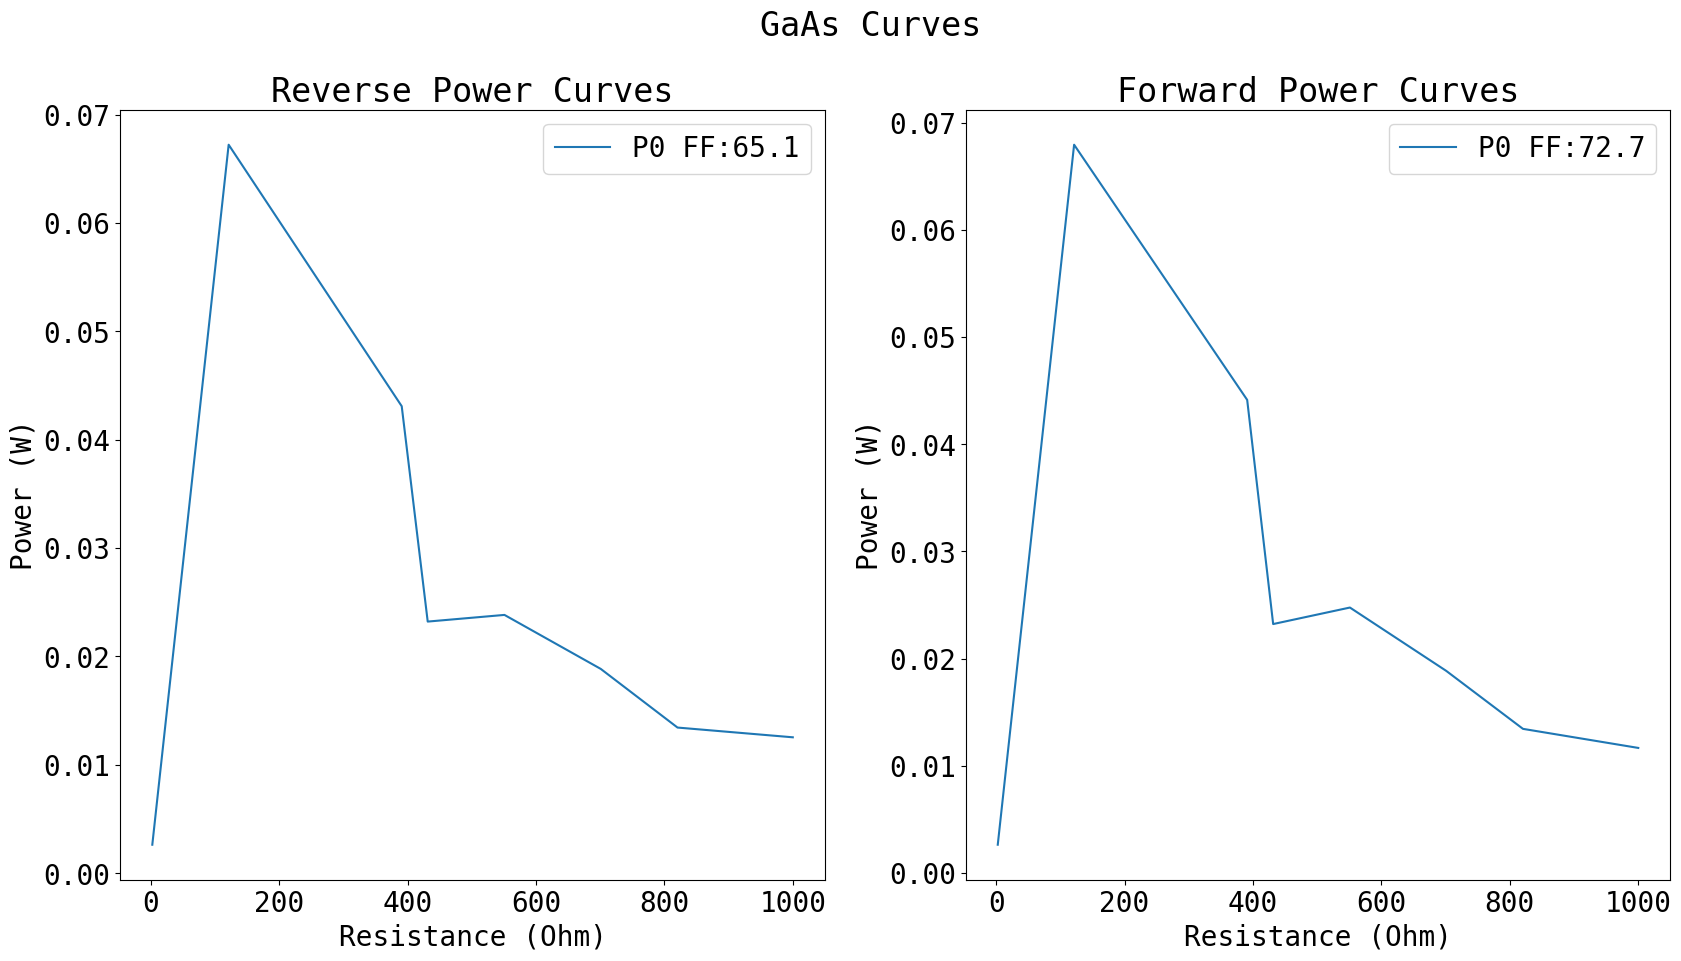 GaAs Curves
Reverse Power Curves
P0 FF:65.1
0.07
0.06
0.05
0.04
0.03
0.02
0.01
0.00
Power (W)
0 200 400 600 800 1000
Resistance (Ohm)
Forward Power Curves
P0 FF:72.7
0.07
0.06
0.05
0.04
0.03
0.02
0.01
0.00
Power (W)
0 200 400 600 800 1000
Resistance (Ohm)